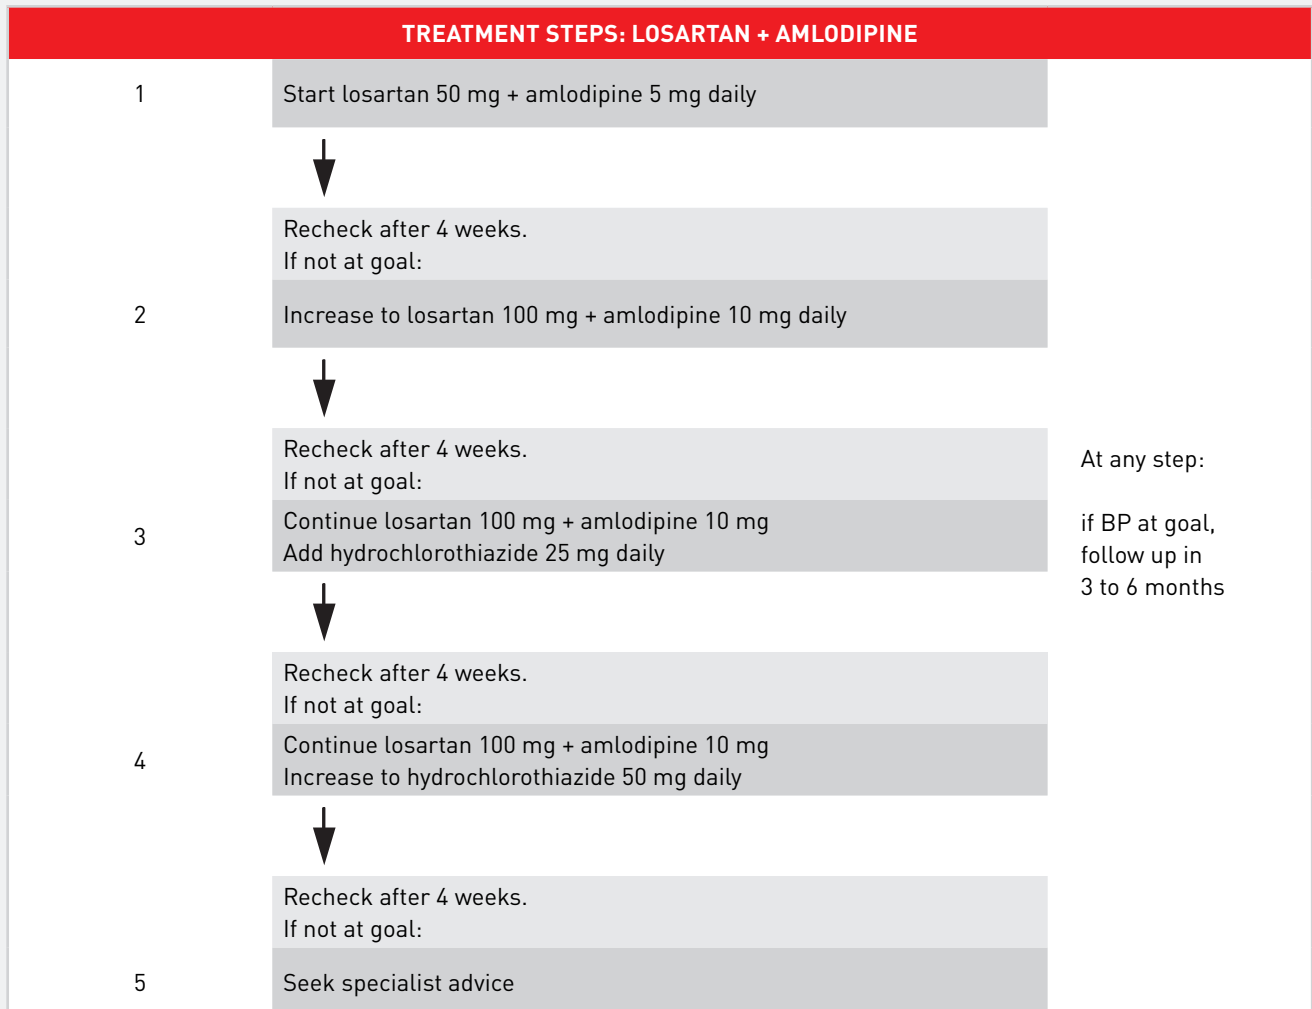 TREATMENT STEPS: LOSARTAN + AMLODIPINE
1
Start losartan 50 mg + amlodipine 5 mg daily
Recheck after 4 weeks.
If not at goal:
2
Increase to losartan 100 mg + amlodipine 10 mg daily
Recheck after 4 weeks.
If not at goal:
3
Continue losartan 100 mg + amlodipine 10 mg
Add hydrochlorothiazide 25 mg daily
At any step:
if BP at goal,
follow up in
3 to 6 months
Recheck after 4 weeks.
If not at goal:
4
Continue losartan 100 mg + amlodipine 10 mg
Increase to hydrochlorothiazide 50 mg daily
Recheck after 4 weeks.
If not at goal:
5
Seek specialist advice